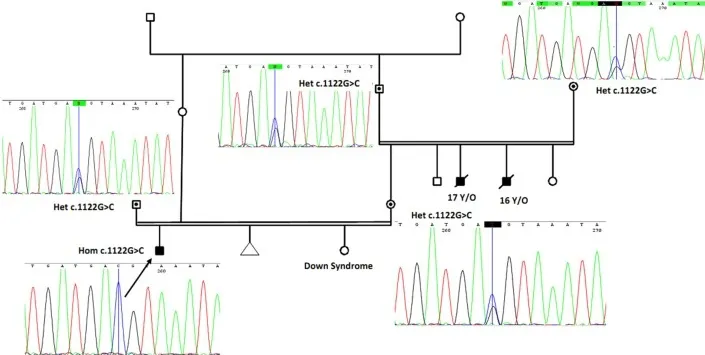 260 270
Het c.1122G>C
A T G A
G T A A A T A T
260 270
Het c.1122G>C
T G A T G A
G T A A A T A T
260 270
Het c.1122G>C
17 Y/O
16 Y/O
Het c.1122G>C
T G A T G A
G T A A A T A
260 270
Hom c.1122G>C
Down Syndrome
T G A T G A C
A A A T A
260